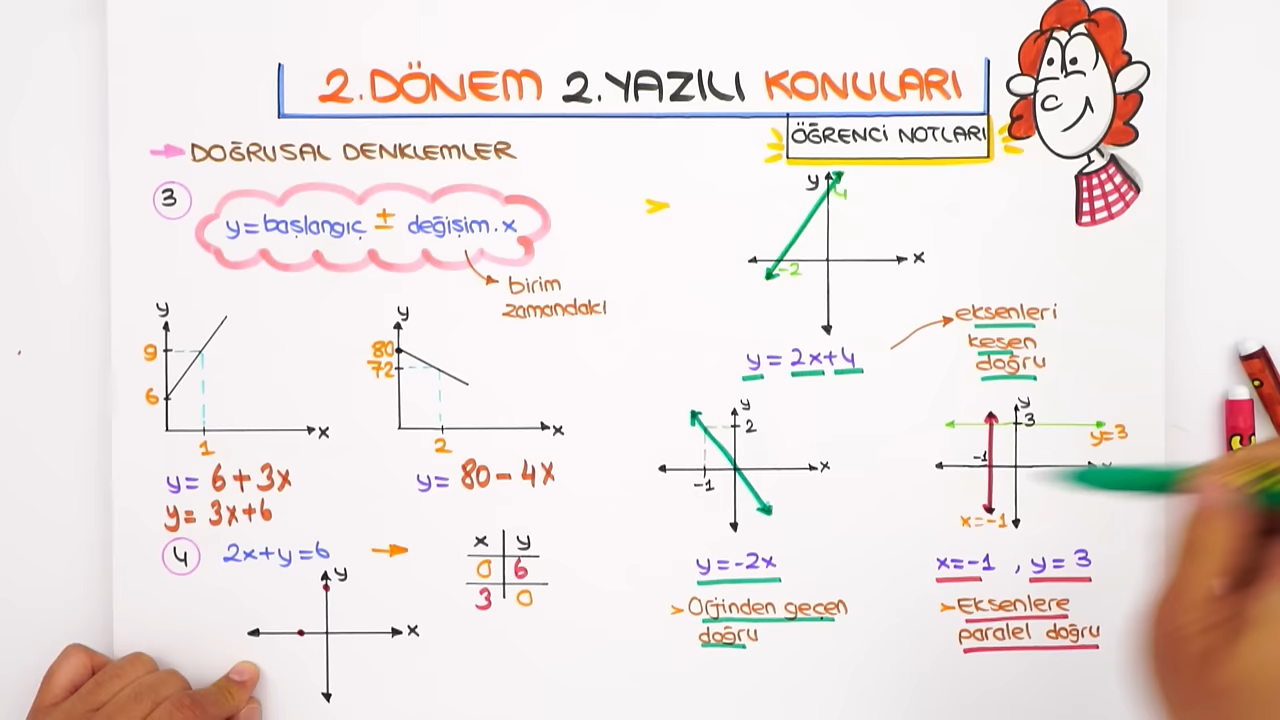 2.DÖNEM 2.YAZILI KONULARI
ÖĞRENCİ NOTLARI
→ DOĞRUSAL DENKLEMLER
3
y=başlangıç ± değişim.x
birim
zamandaki
y
9
6
1
x
y= 6+3x
y= 3x+6
y
80
72
2
x
y= 80-4x
4
2x+y=6 →
x y
0 6
3 0
y
x
>
y
4
-2
x
y= 2x+4
eksenleri
kesen
doğru
y
2
-1
x
y=-2x
>Orjinden geçen
doğru
y
3
y=3
-1
x=-1
x=-1 , y=3
>Eksenlere
paralel doğru